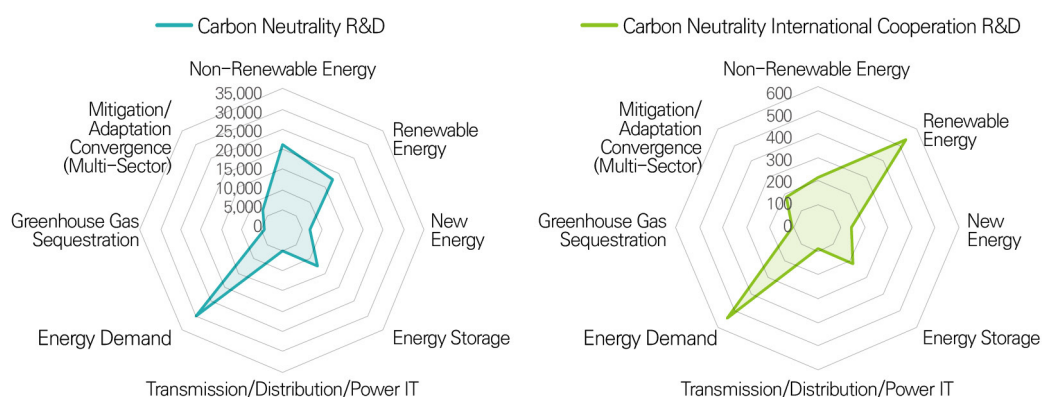 Carbon Neutrality R&D
Non-Renewable Energy
35,000
30,000
25,000
20,000
15,000
10,000
5,000
0
Renewable
Energy
New
Energy
Energy Storage
Transmission/Distribution/Power IT
Energy Demand
Greenhouse Gas
Sequestration
Mitigation/
Adaptation
Convergence
(Multi-Sector)
Carbon Neutrality International Cooperation R&D
Non-Renewable Energy
600
500
400
300
200
100
0
Renewable
Energy
New
Energy
Energy Storage
Transmission/Distribution/Power IT
Energy Demand
Greenhouse Gas
Sequestration
Mitigation/
Adaptation
Convergence
(Multi-Sector)